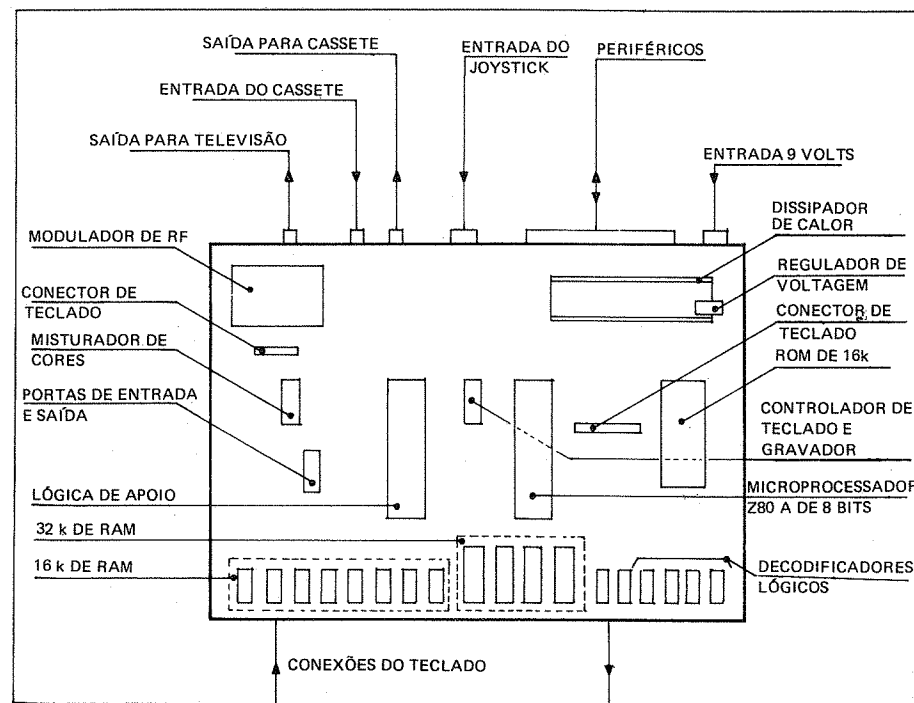 SAÍDA PARA CASSETE
ENTRADA DO
JOYSTICK
PERIFÉRICOS
ENTRADA DO CASSETE
SAÍDA PARA TELEVISÃO
ENTRADA 9 VOLTS
MODULADOR DE RF
CONECTOR DE
TECLADO
MISTURADOR DE
CORES
PORTAS DE ENTRADA
E SAÍDA
LÓGICA DE APOIO
32 k DE RAM
16 k DE RAM
DISSIPADOR
DE CALOR
REGULADOR DE
VOLTAGEM
CONECTOR DE
TECLADO
ROM DE 16k
CONTROLADOR DE
TECLADO E
GRAVADOR
MICROPROCESSADOR
Z80 A DE 8 BITS
DECODIFICADORES
LÓGICOS
CONEXÕES DO TECLADO